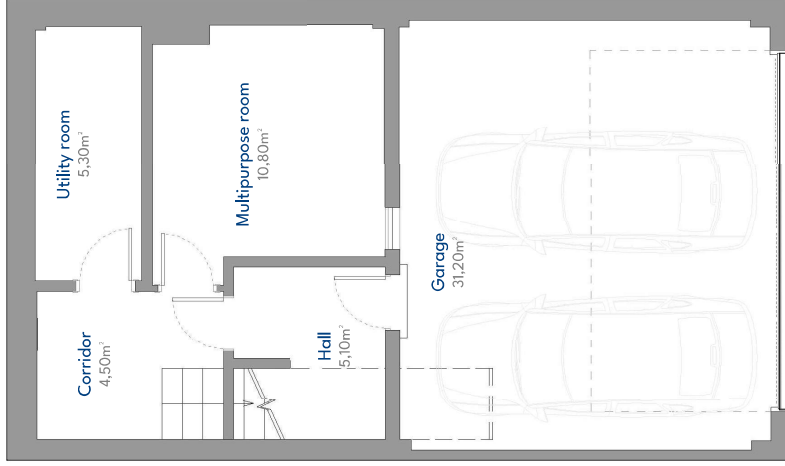 Utility room
5,30m²
Multipurpose room
10,80m²
Garage
31,20m²
Corridor
4,50m²
Hall
5,10m²